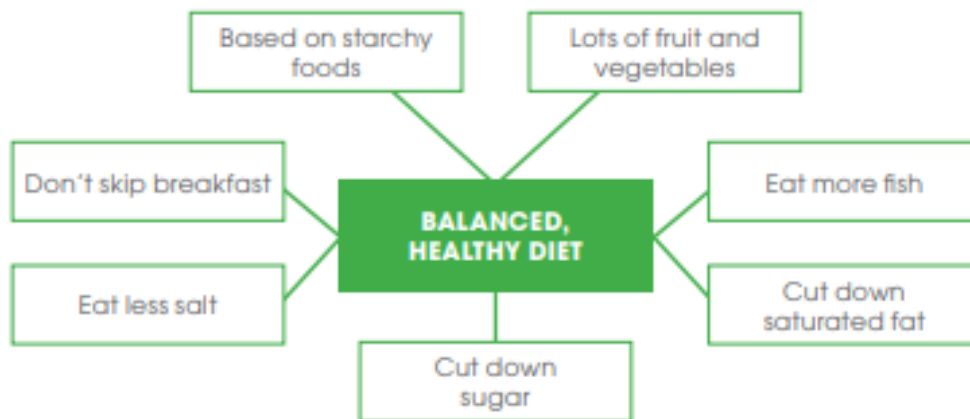 Based on starchy
foods
Lots of fruit and
vegetables
Don't skip breakfast
Eat more fish
BALANCED,
HEALTHY DIET
Eat less salt
Cut down
saturated fat
Cut down
sugar